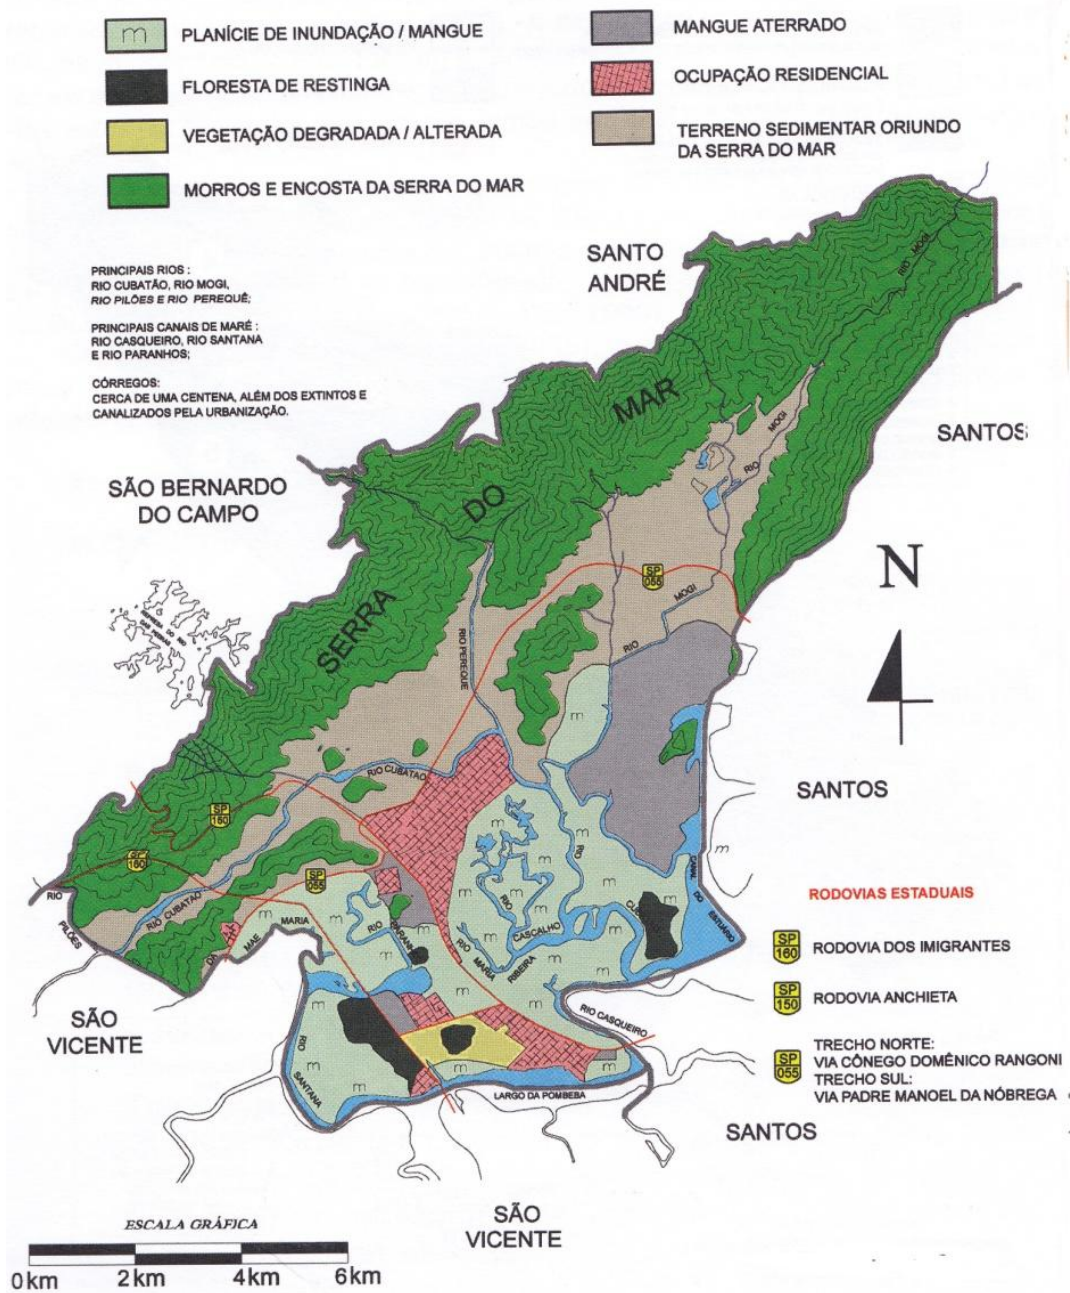 m PLANÍCIE DE INUNDAÇÃO / MANGUE
FLORESTA DE RESTINGA
VEGETAÇÃO DEGRADADA / ALTERADA
MORROS E ENCOSTA DA SERRA DO MAR
MANGUE ATERRADO
OCUPAÇÃO RESIDENCIAL
TERRENO SEDIMENTAR ORIUNDO
DA SERRA DO MAR
PRINCIPAIS RIOS :
RIO CUBATÃO, RIO MOGI,
RIO PILÕES E RIO PEREQUÊ;
PRINCIPAIS CANAIS DE MARÉ :
RIO CASQUEIRO, RIO SANTANA
E RIO PARANHOS;
CÓRREGOS:
CERCA DE UMA CENTENA, ALÉM DOS EXTINTOS E
CANALIZADOS PELA URBANIZAÇÃO.
SANTO
ANDRÉ
RIO MOGI
SANTOS
SÃO BERNARDO
DO CAMPO
SERRA DO MAR
RIO MOGI
N
SP
055
RIO MOGI
RIO PEREQUE
m
RIO CUBATÃO
SANTOS
SP
150
SP
160
RIO
PILÕES
RIO CUBATÃO
SP
055
MAE MARIA
m
m
m
m
m
RIO
CASCALHO
RIO
MARIA
RIBEIRA
CANAL DO ESTUÁRIO
RIO CASQUEIRO
RIO
SANTANA
LARGO DA POMBEBA
SÃO
VICENTE
SANTOS
SÃO
VICENTE
RODOVIAS ESTADUAIS
SP
160 RODOVIA DOS IMIGRANTES
SP
150 RODOVIA ANCHIETA
SP
055
TRECHO NORTE:
VIA CÔNEGO DOMÊNICO RANGONI
TRECHO SUL:
VIA PADRE MANOEL DA NÓBREGA
ESCALA GRÁFICA
0km 2km 4km 6km